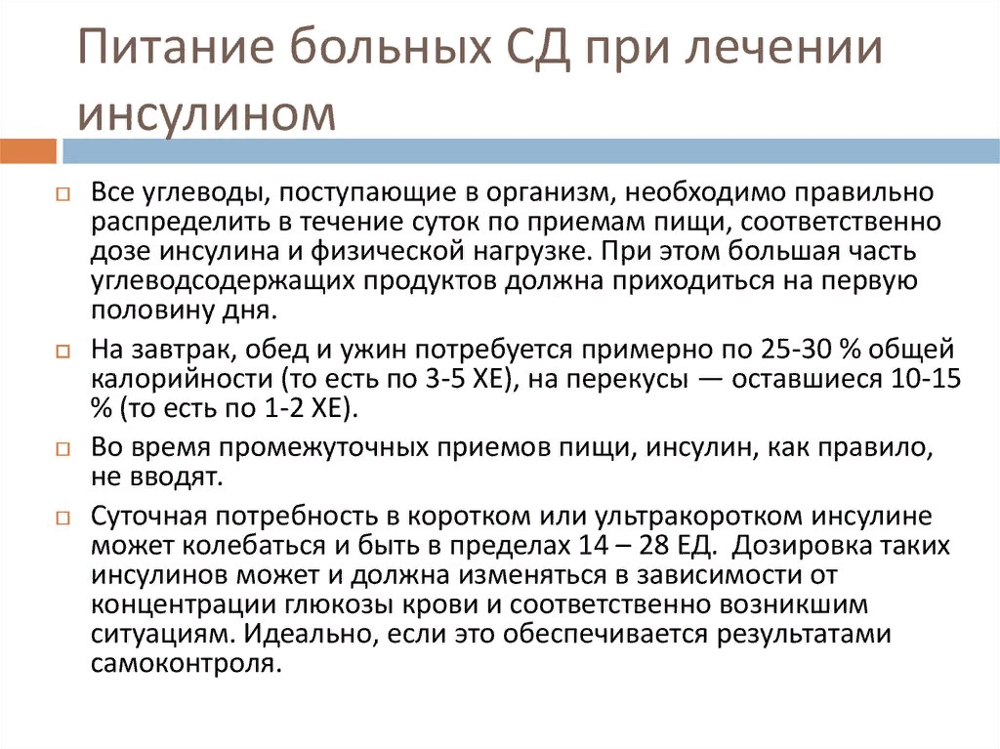 Питание больных СД при лечении
инсулином
Все углеводы, поступающие в организм, необходимо правильно
распределить в течение суток по приемам пищи, соответственно
дозе инсулина и физической нагрузке. При этом большая часть
углеводсодержащих продуктов должна приходиться на первую
половину дня.
На завтрак, обед и ужин потребуется примерно по 25-30 % общей
калорийности (то есть по 3-5 ХЕ), на перекусы — оставшиеся 10-15
% (то есть по 1-2 ХЕ).
Во время промежуточных приемов пищи, инсулин, как правило,
не вводят.
Суточная потребность в коротком или ультракоротком инсулине
может колебаться и быть в пределах 14 – 28 ЕД. Дозировка таких
инсулинов может и должна изменяться в зависимости от
концентрации глюкозы крови и соответственно возникшим
ситуациям. Идеально, если это обеспечивается результатами
самоконтроля.